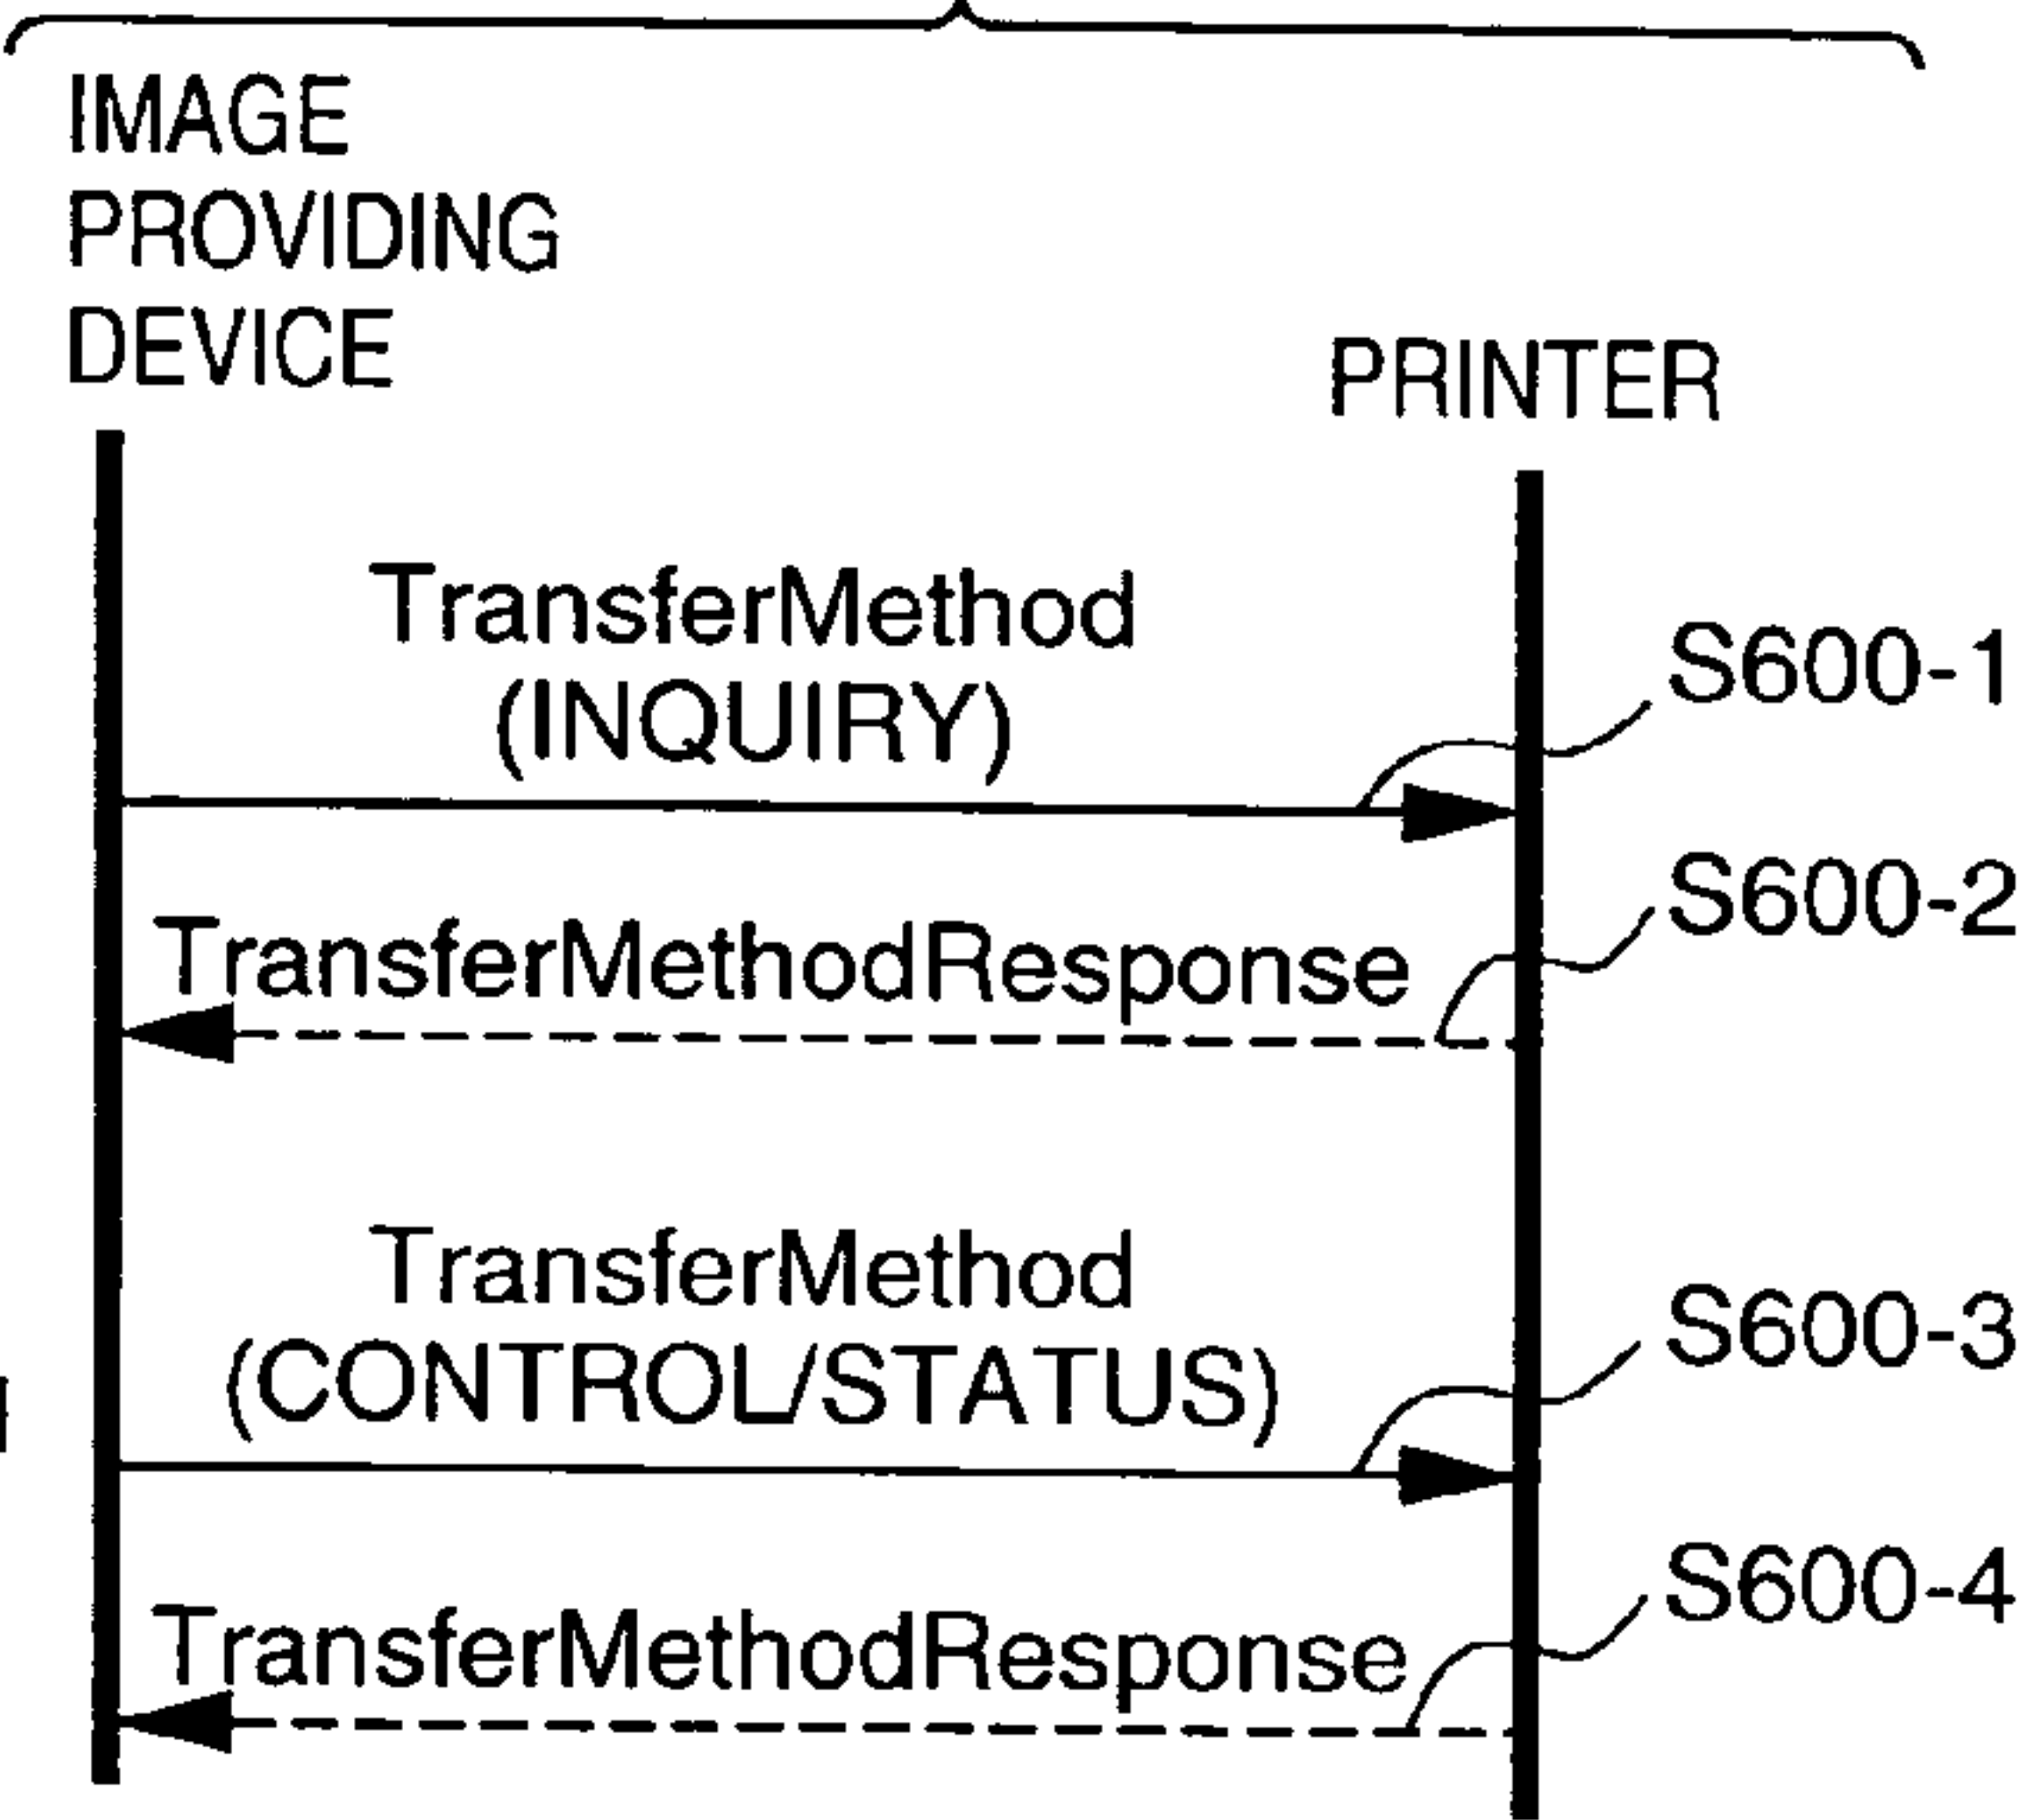 IMAGE
PROVIDING
DEVICE
PRINTER
TransferMethod
(INQUIRY)
S600-1
TransferMethodResponse
S600-2
TransferMethod
(CONTROL/STATUS)
S600-3
TransferMethodResponse
S600-4